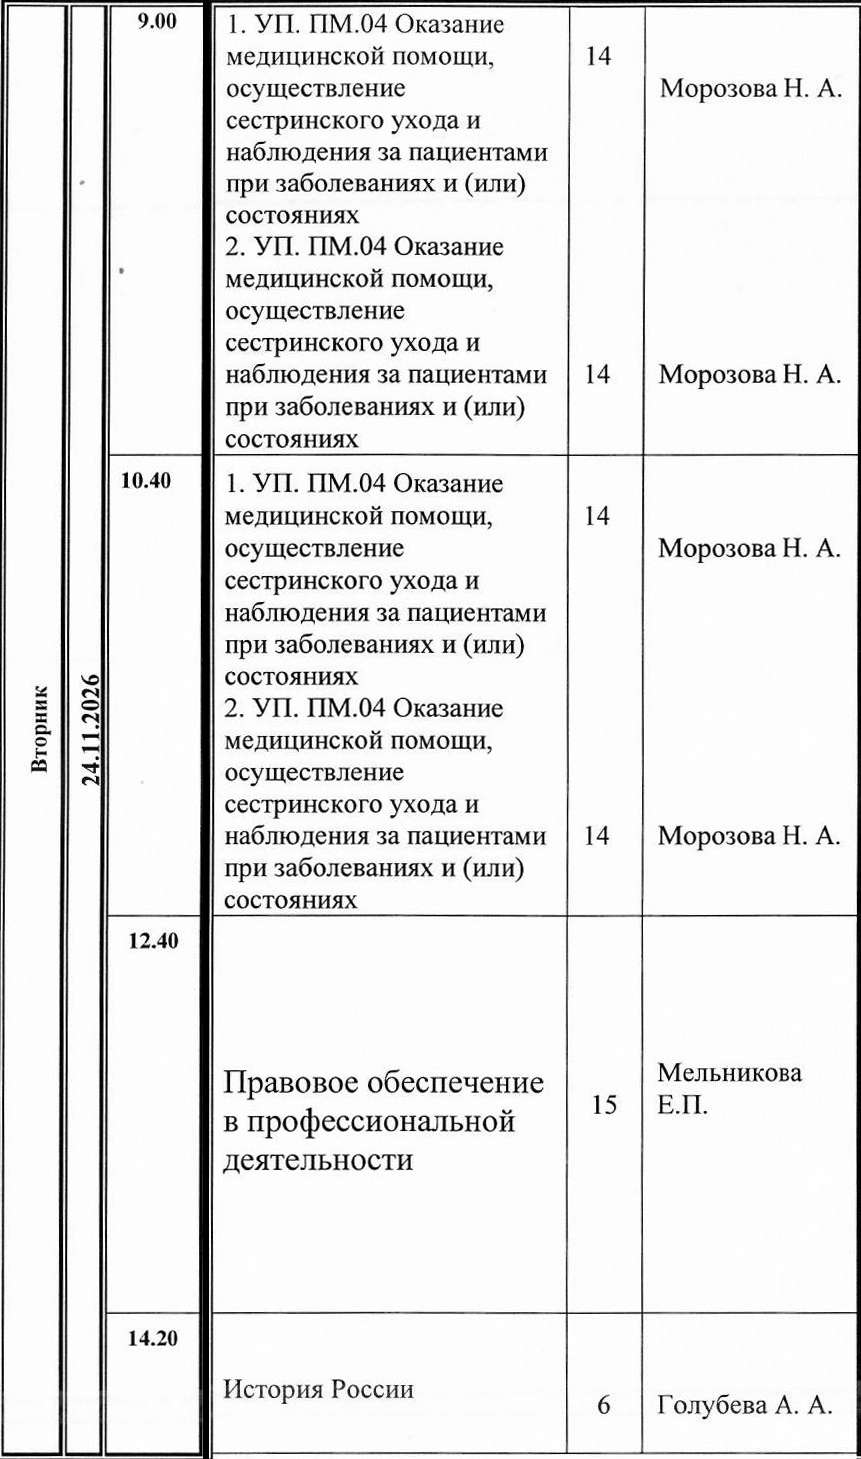 Вторник
24.11.2026
9.00
1. УП. ПМ.04 Оказание
медицинской помощи,
осуществление
сестринского ухода и
наблюдения за пациентами
при заболеваниях и (или)
состояниях
14
Морозова Н. А.
2. УП. ПМ.04 Оказание
медицинской помощи,
осуществление
сестринского ухода и
наблюдения за пациентами
при заболеваниях и (или)
состояниях
14
Морозова Н. А.
10.40
1. УП. ПМ.04 Оказание
медицинской помощи,
осуществление
сестринского ухода и
наблюдения за пациентами
при заболеваниях и (или)
состояниях
14
Морозова Н. А.
2. УП. ПМ.04 Оказание
медицинской помощи,
осуществление
сестринского ухода и
наблюдения за пациентами
при заболеваниях и (или)
состояниях
14
Морозова Н. А.
12.40
Правовое обеспечение
в профессиональной
деятельности
15
Мельникова
Е.П.
14.20
История России
6
Голубева А. А.